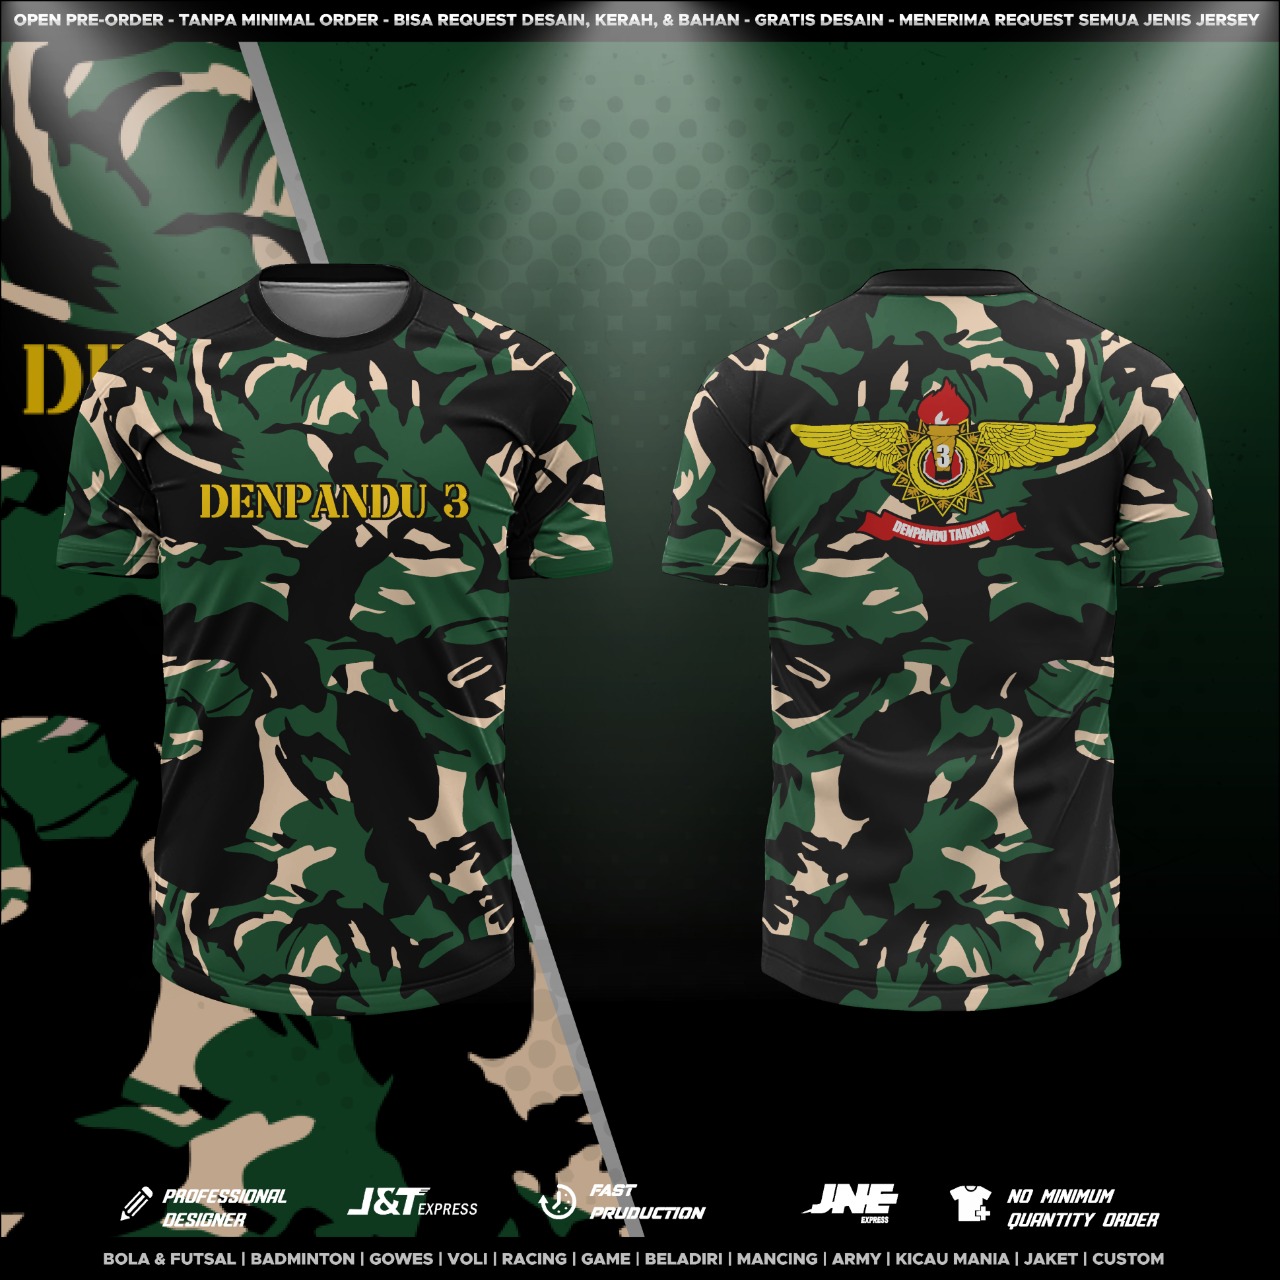 OPEN PRE-ORDER - TANPA MINIMAL ORDER - BISA REQUEST DESAIN, KERAH, & BAHAN - GRATIS DESAIN - MENERIMA REQUEST SEMUA JENIS JERSEY
DENPANDU 3
3
DENPANDU TAIKAM
PROFESSIONAL
DESIGNER
J&T EXPRESS
FAST
PRUDUCTION
JNE
EXPRESS
NO MINIMUM
QUANTITY ORDER
BOLA & FUTSAL | BADMINTON | GOWES | VOLI | RACING | GAME | BELADIRI | MANCING | ARMY | KICAU MANIA | JAKET | CUSTOM